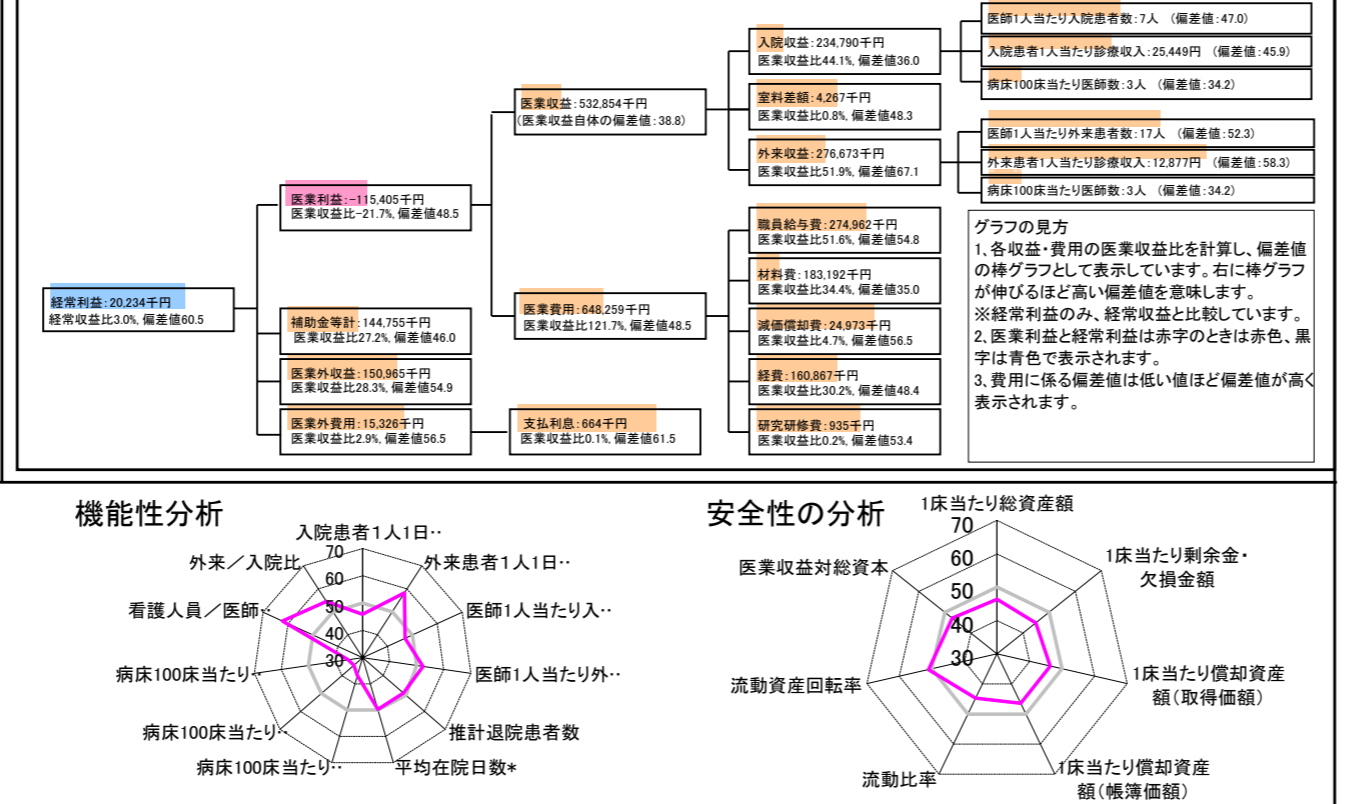 経常利益:20,234千円
経常収益比3.0%, 偏差値60.5
医業利益:-115,405千円
医業収益比-21.7%, 偏差値48.5
補助金等計:144,755千円
医業収益比27.2%, 偏差値46.0
医業外収益:150,965千円
医業収益比28.3%, 偏差値54.9
医業外費用:15,326千円
医業収益比2.9%, 偏差値56.5
支払利息:664千円
医業収益比0.1%, 偏差値61.5
医業収益:532,854千円
(医業収益自体の偏差値:38.8)
医業費用:648,259千円
医業収益比121.7%, 偏差値48.5
入院収益:234,790千円
医業収益比44.1%, 偏差値36.0
室料差額:4,267千円
医業収益比0.8%, 偏差値48.3
外来収益:276,673千円
医業収益比51.9%, 偏差値67.1
職員給与費:274,962千円
医業収益比51.6%, 偏差値54.8
材料費:183,192千円
医業収益比34.4%, 偏差値35.0
減価償却費:24,973千円
医業収益比4.7%, 偏差値56.5
経費:160,867千円
医業収益比30.2%, 偏差値48.4
研究研修費:935千円
医業収益比0.2%, 偏差値53.4
医師1人当たり入院患者数:7人 (偏差値:47.0)
入院患者1人当たり診療収入:25,449円 (偏差値:45.9)
病床100床当たり医師数:3人 (偏差値:34.2)
医師1人当たり外来患者数:17人 (偏差値:52.3)
外来患者1人当たり診療収入:12,877円 (偏差値:58.3)
病床100床当たり医師数:3人 (偏差値:34.2)
グラフの見方
1、各収益・費用の医業収益比を計算し、偏差値
の棒グラフとして表示しています。右に棒グラフ
が伸びるほど高い偏差値を意味します。
※経常利益のみ、経常収益と比較しています。
2、医業利益と経常利益は赤字のときは赤色、黒
字は青色で表示されます。
3、費用に係る偏差値は低い値ほど偏差値が高く
表示されます。
機能性分析
入院患者1人1日‥
外来患者1人1日‥
医師1人当たり入‥
医師1人当たり外‥
推計退院患者数
平均在院日数*
病床100床当たり‥
病床100床当たり‥
病床100床当たり‥
看護人員/医師‥
外来/入院比
70
60
50
40
30
安全性の分析
1床当たり総資産額
1床当たり剰余金・
欠損金額
1床当たり償却資産
額(取得価額)
1床当たり償却資産
額(帳簿価額)
流動比率
流動資産回転率
医業収益対総資本
70
60
50
40
30